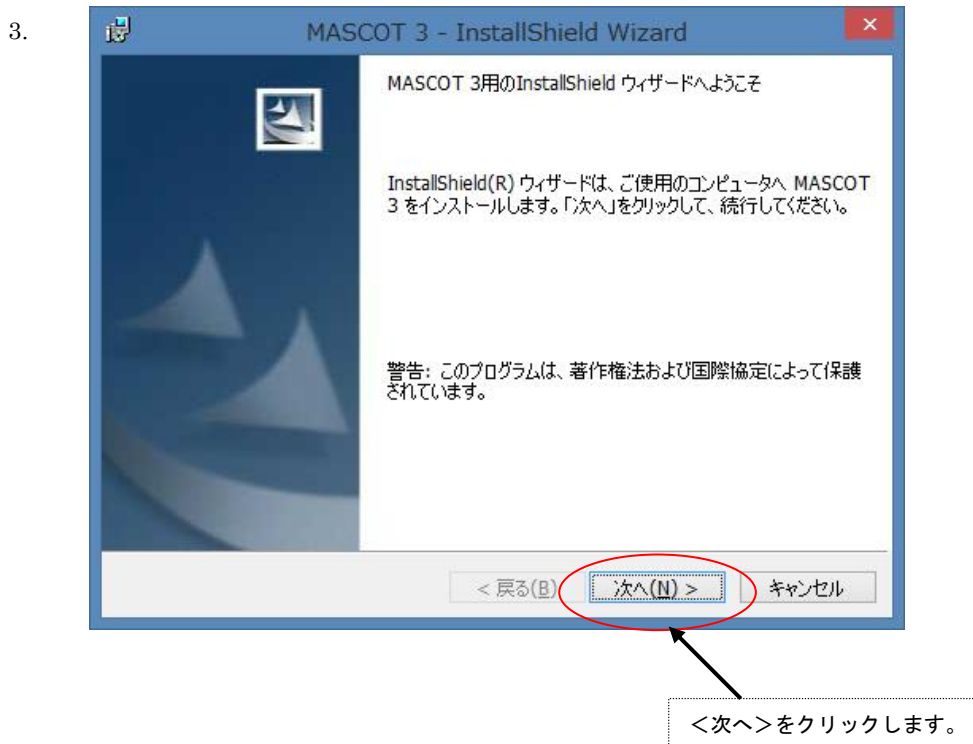 3.
MASCOT 3 - InstallShield Wizard
MASCOT 3用のInstallShield ウィザードへようこそ
InstallShield(R) ウィザードは、ご使用のコンピュータへ MASCOT
3 をインストールします。「次へ」をクリックして、続行してください。
警告: このプログラムは、著作権法および国際協定によって保護
されています。
< 戻る(B)
次へ(N) >
キャンセル
<次へ>をクリックします。